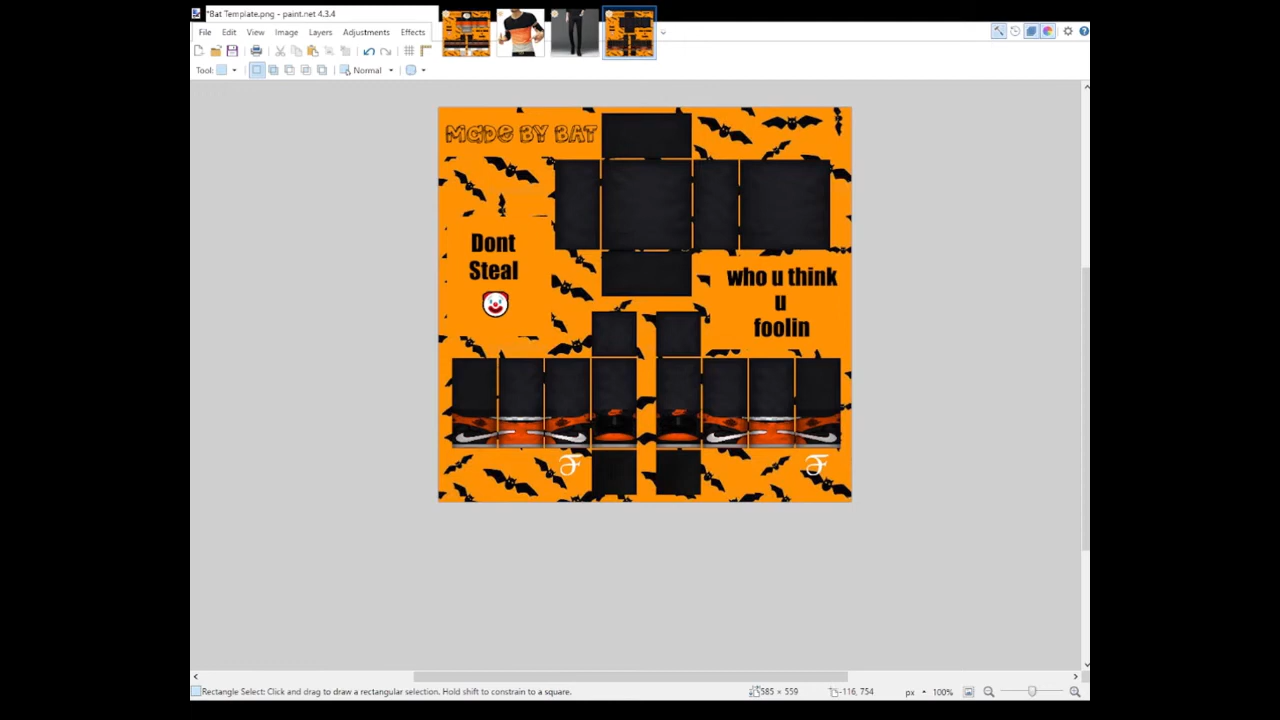 *Bat Template.png - paint.net 4.3.4
File Edit View Image Layers Adjustments Effects
Tool: Normal
MaDe BY BAT
Dont
Steal
who u think
u
foolin
Rectangle Select: Click and drag to draw a rectangular selection. Hold shift to constrain to a square.
585 × 559
-116, 754
px
100%